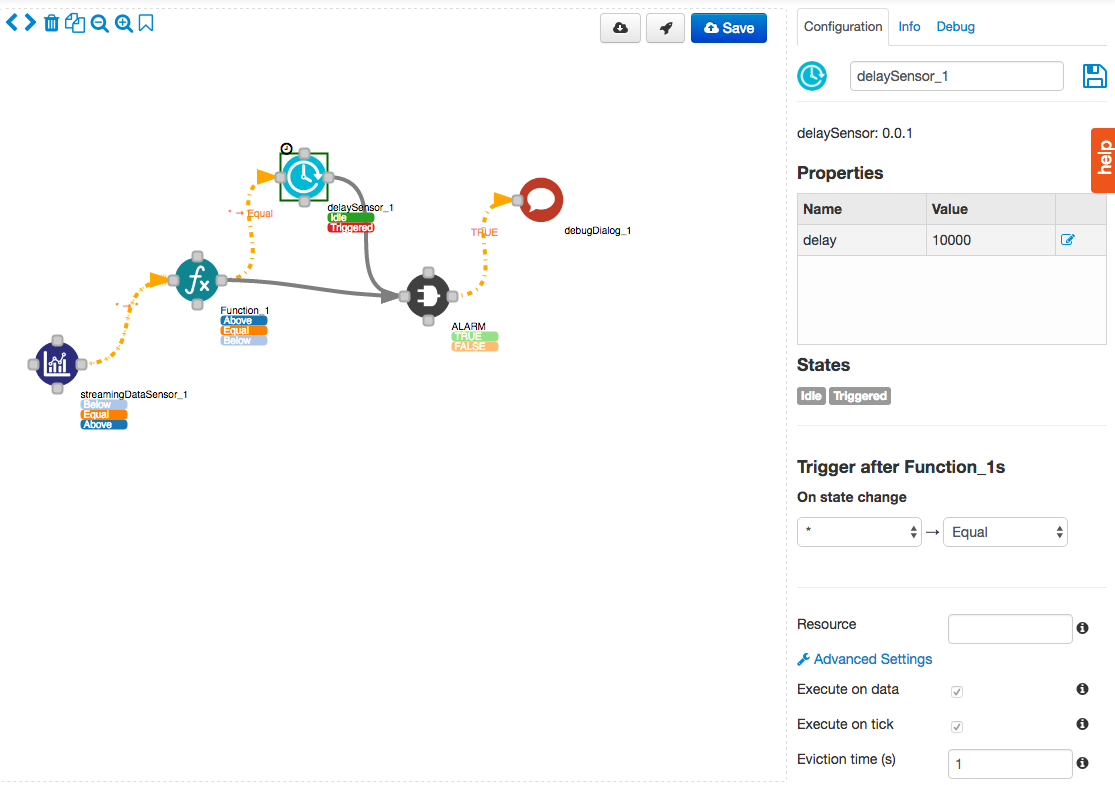 Save
delaySensor_1
Idle
Triggered
* → Equal
TRUE
debugDialog_1
fx
Function_1
Above
Equal
Below
* → *
ALARM
TRUE
FALSE
streamingDataSensor_1
Below
Equal
Above
Configuration Info Debug
delaySensor_1
delaySensor: 0.0.1
help
Properties
Name Value
delay 10000
States
Idle Triggered
Trigger after Function_1s
On state change
* → Equal
Resource
Advanced Settings
Execute on data
Execute on tick
Eviction time (s) 1